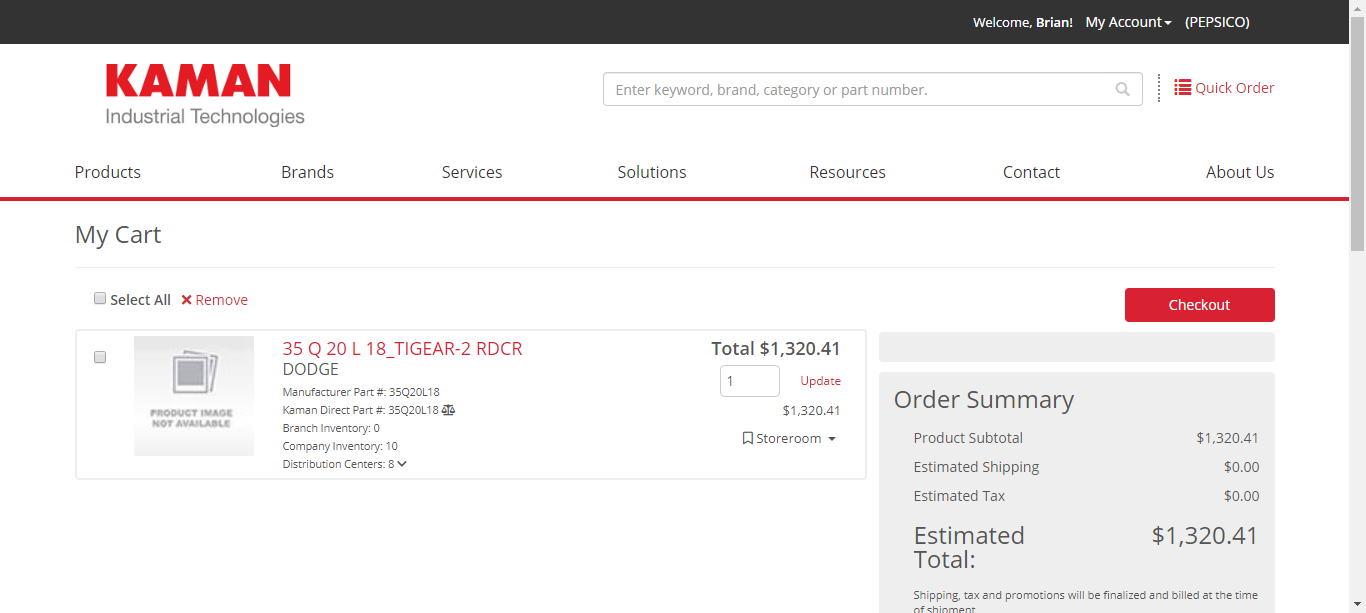 Welcome, Brian! My Account (PEPSICO)
KAMAN
Industrial Technologies
Enter keyword, brand, category or part number.
Quick Order
Products Brands Services Solutions Resources Contact About Us
My Cart
Select All Remove
Checkout
PRODUCT IMAGE
NOT AVAILABLE
35 Q 20 L 18_TIGEAR-2 RDCR
DODGE
Manufacturer Part #: 35Q20L18
Kaman Direct Part #: 35Q20L18
Branch Inventory: 0
Company Inventory: 10
Distribution Centers: 8
Total $1,320.41
1 Update
$1,320.41
Storeroom
Order Summary
Product Subtotal $1,320.41
Estimated Shipping $0.00
Estimated Tax $0.00
Estimated $1,320.41
Total:
Shipping, tax and promotions will be finalized and billed at the time
of shipment